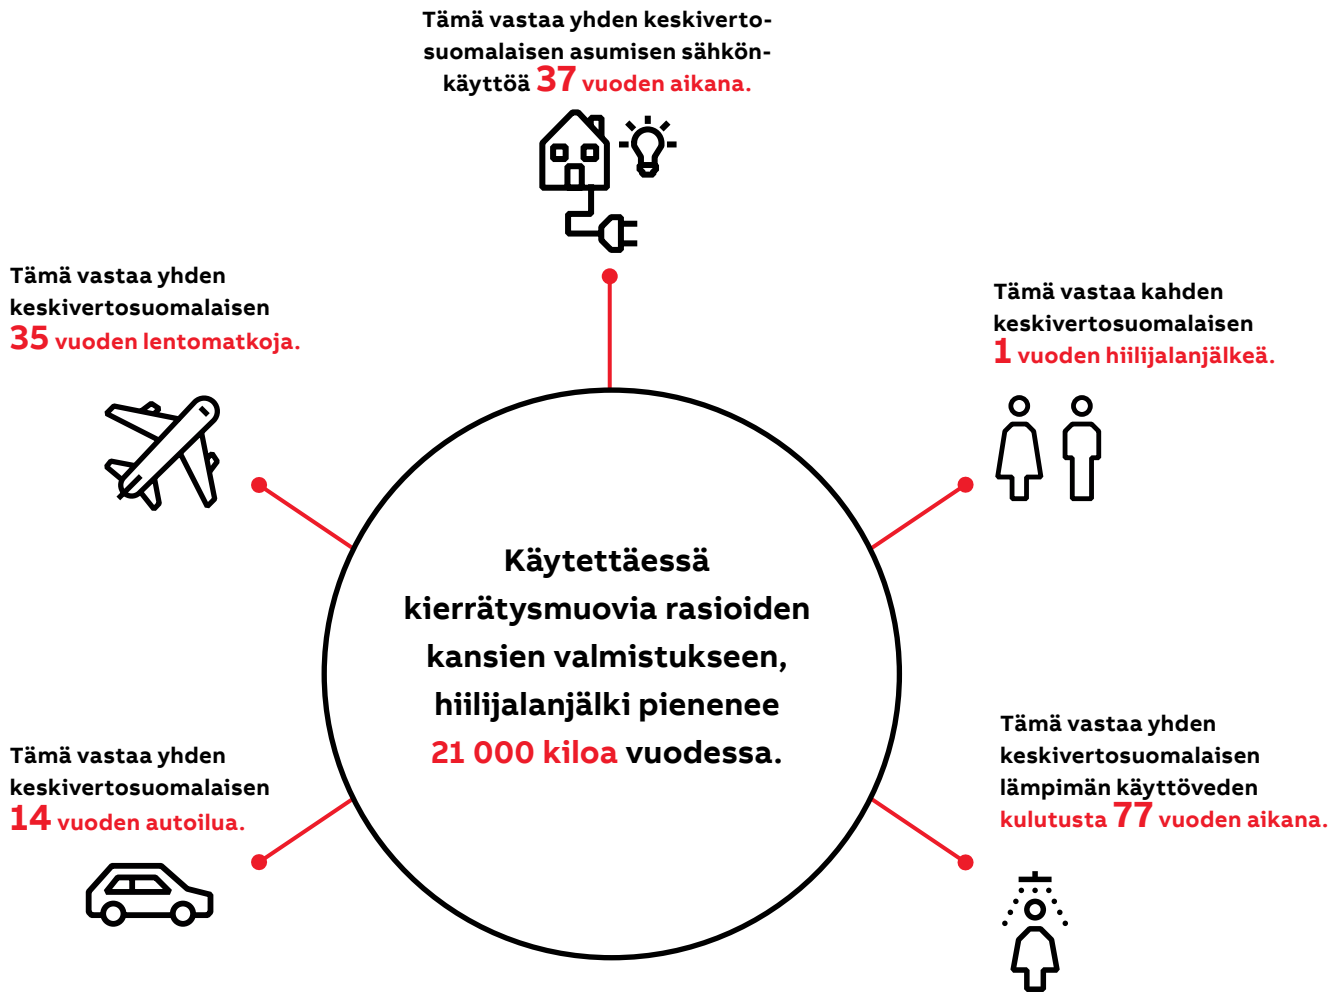 Tämä vastaa yhden keskiverto-
suomalaisen asumisen sähkön-
käyttöä 37 vuoden aikana.
Tämä vastaa yhden
keskivertosuomalaisen
35 vuoden lentomatkoja.
Tämä vastaa kahden
keskivertosuomalaisen
1 vuoden hiilijalanjälkeä.
Käytettäessä
kierrätysmuovia rasioiden
kansien valmistukseen,
hiilijalanjälki pienenee
21 000 kiloa vuodessa.
Tämä vastaa yhden
keskivertosuomalaisen
14 vuoden autoilua.
Tämä vastaa yhden
keskivertosuomalaisen
lämpimän käyttöveden
kulutusta 77 vuoden aikana.